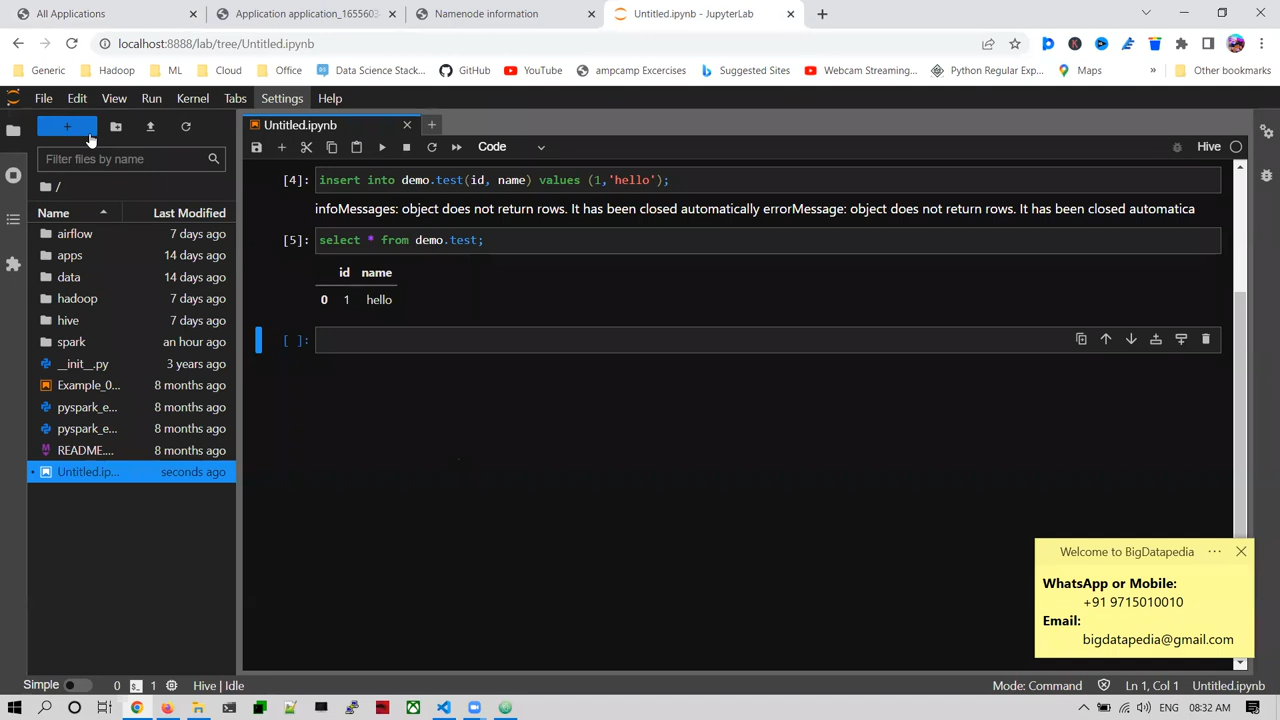 All Applications
Application application_1655603
Namenode information
Untitled.ipynb - JupyterLab
localhost:8888/lab/tree/Untitled.ipynb
Generic
Hadoop
ML
Cloud
Office
Data Science Stack...
GitHub
YouTube
ampcamp Excercises
Suggested Sites
Webcam Streaming...
Python Regular Exp...
Maps
»
Other bookmarks
File
Edit
View
Run
Kernel
Tabs
Settings
Help
+
Filter files by name
/
Name
Last Modified
airflow
7 days ago
apps
14 days ago
data
14 days ago
hadoop
7 days ago
hive
7 days ago
spark
an hour ago
__init__.py
3 years ago
Example_0...
8 months ago
pyspark_e...
8 months ago
pyspark_e...
8 months ago
README....
8 months ago
Untitled.ip...
seconds ago
Untitled.ipynb
Code
Hive
[4]: insert into demo.test(id, name) values (1,'hello');
infoMessages: object does not return rows. It has been closed automatically errorMessage: object does not return rows. It has been closed automatica
[5]: select * from demo.test;
id name
0 1 hello
[ ]:
Welcome to BigDatapedia
WhatsApp or Mobile:
+91 9715010010
Email:
bigdatapedia@gmail.com
Simple
0
1
Hive | Idle
Mode: Command
Ln 1, Col 1
Untitled.ipynb
ENG
08:32 AM